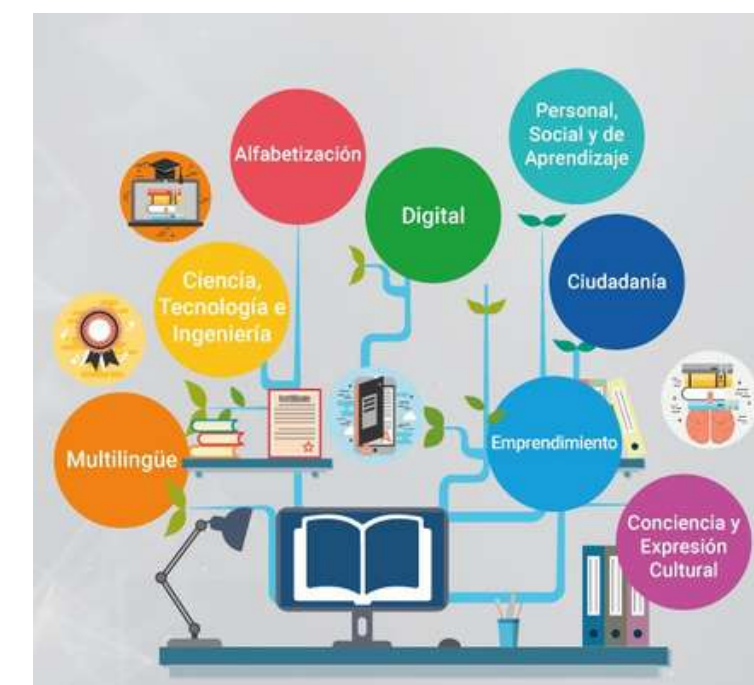 Personal,
Social y de
Aprendizaje
Alfabetización
Digital
Ciudadanía
Ciencia,
Tecnología e
Ingeniería
Emprendimiento
Multilingüe
Conciencia y
Expresión
Cultural